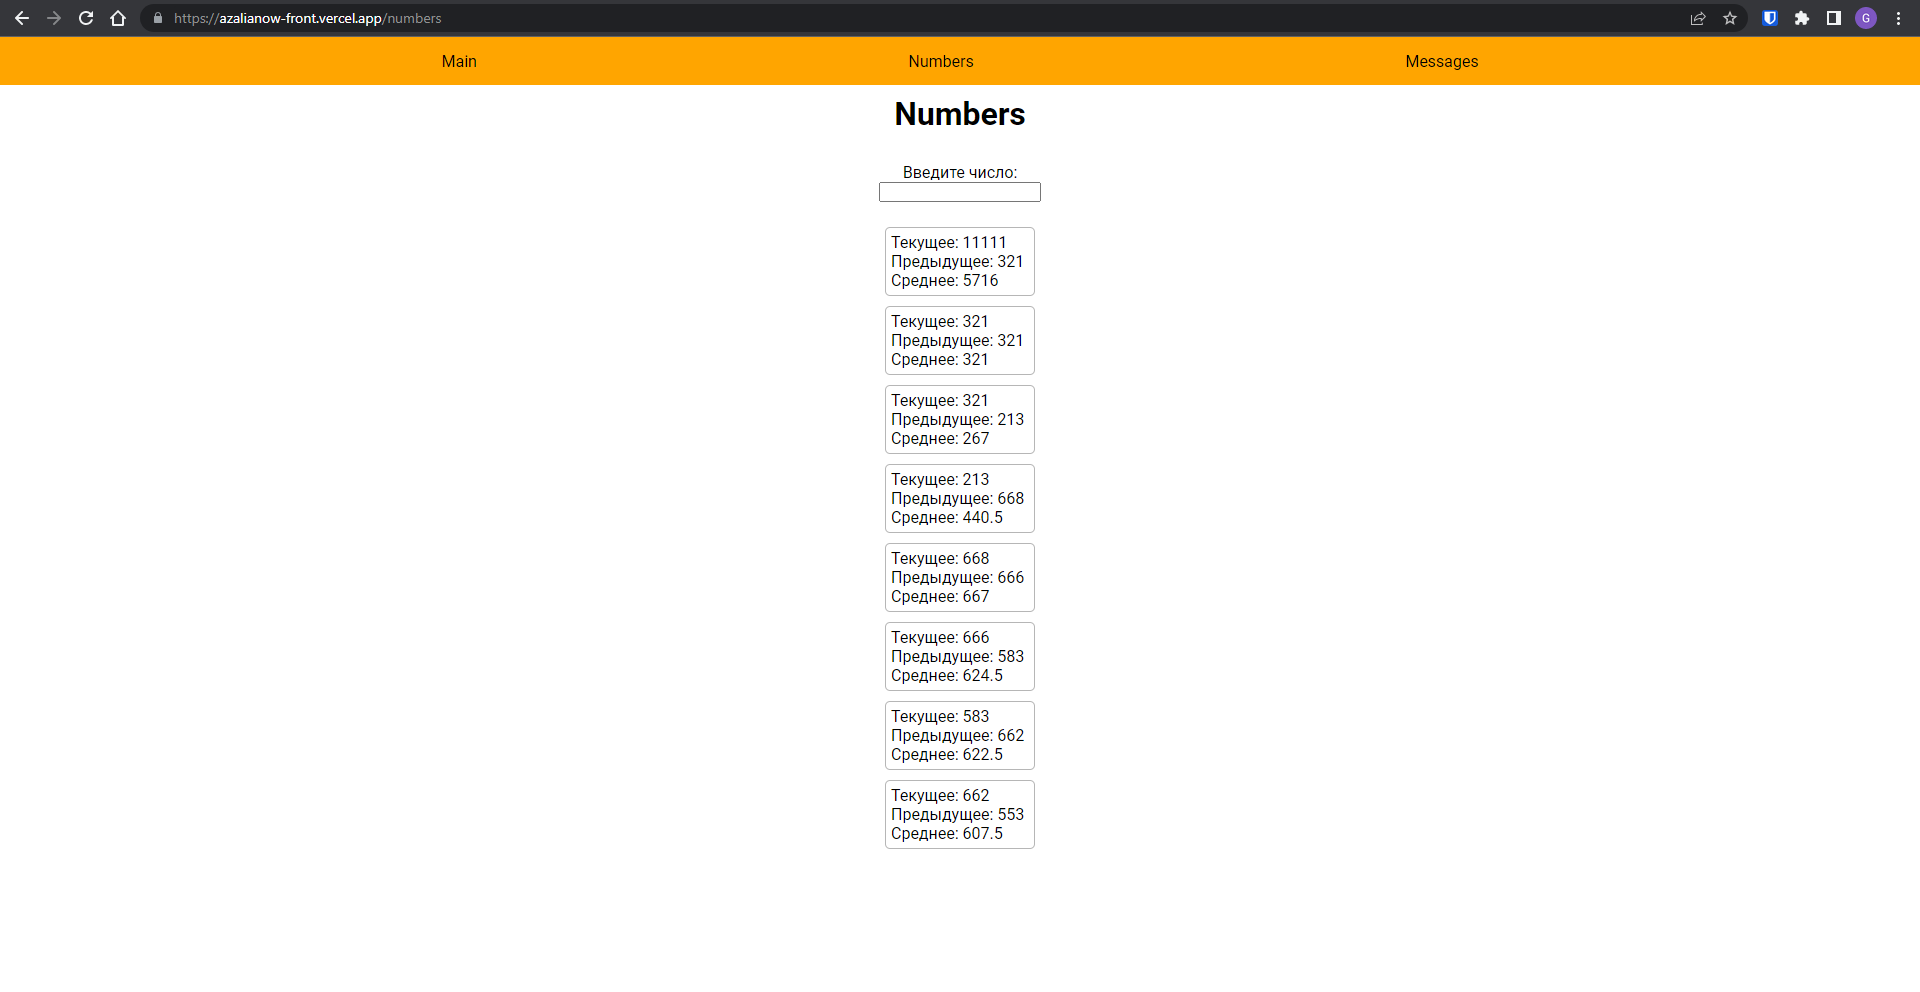 https://azalianow-front.vercel.app/numbers
G
Main Numbers Messages
Numbers
Введите число:
Текущее: 11111
Предыдущее: 321
Среднее: 5716
Текущее: 321
Предыдущее: 321
Среднее: 321
Текущее: 321
Предыдущее: 213
Среднее: 267
Текущее: 213
Предыдущее: 668
Среднее: 440.5
Текущее: 668
Предыдущее: 666
Среднее: 667
Текущее: 666
Предыдущее: 583
Среднее: 624.5
Текущее: 583
Предыдущее: 662
Среднее: 622.5
Текущее: 662
Предыдущее: 553
Среднее: 607.5